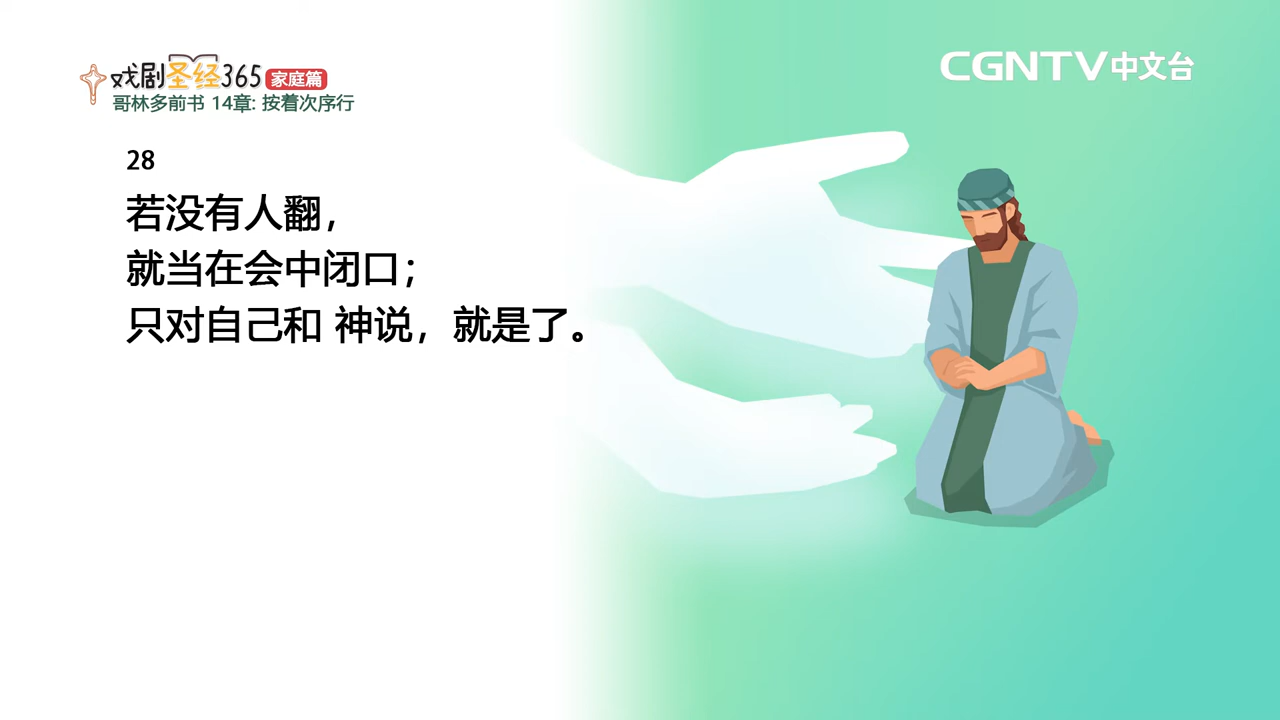 戏剧圣经365 家庭篇
哥林多前书 14章: 按着次序行
CGNTV中文台
28
若没有人翻，
就当在会中闭口；
只对自己和 神说，就是了。